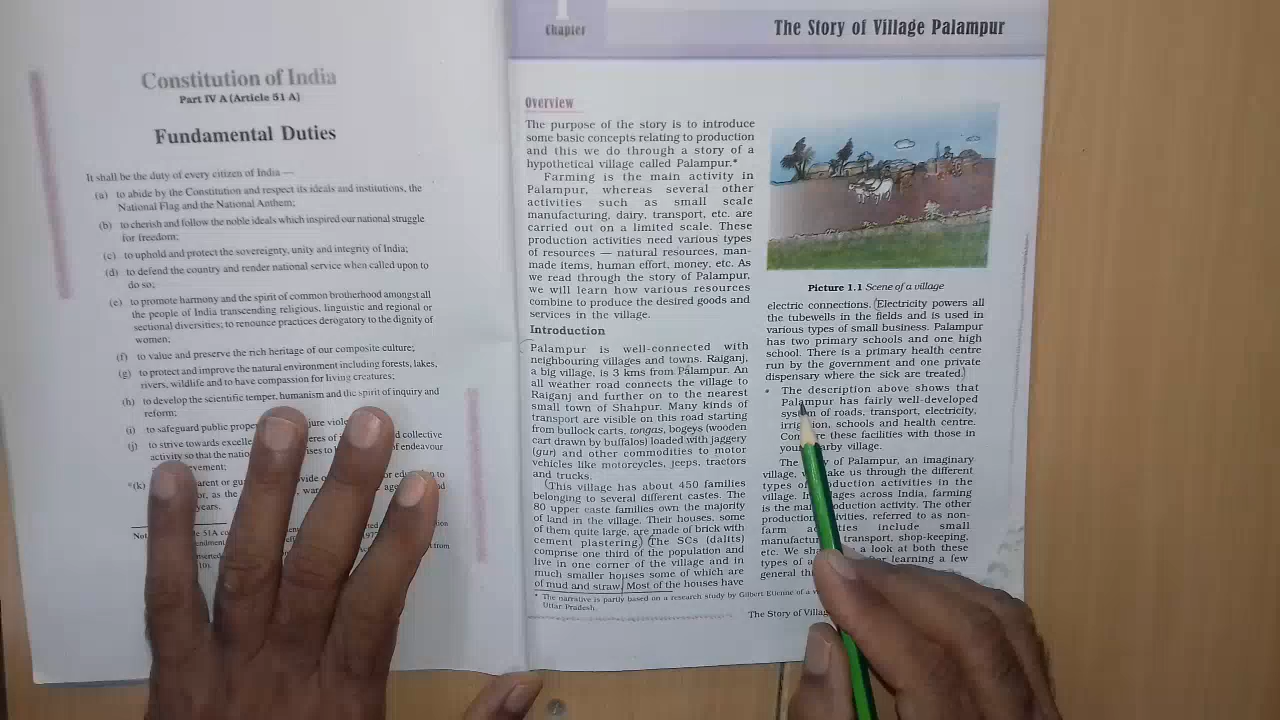 Constitution of India
Part IV A (Article 51 A)
Fundamental Duties
It shall be the duty of every citizen of India —
(a) to abide by the Constitution and respect its ideals and institutions, the
National Flag and the National Anthem;
(b) to cherish and follow the noble ideals which inspired our national struggle
for freedom;
(c) to uphold and protect the sovereignty, unity and integrity of India;
(d) to defend the country and render national service when called upon to
do so;
(e) to promote harmony and the spirit of common brotherhood amongst all
the people of India transcending religious, linguistic and regional or
sectional diversities; to renounce practices derogatory to the dignity of
women;
(f) to value and preserve the rich heritage of our composite culture;
(g) to protect and improve the natural environment including forests, lakes,
rivers, wildlife and to have compassion for living creatures;
(h) to develop the scientific temper, humanism and the spirit of inquiry and
reform;
(i) to safeguard public
(j) to strive towards collective
activity so that the endeavour
*(k)
or, as the
years.
Chapter
The Story of Village Palampur
Overview
The purpose of the story is to introduce
some basic concepts relating to production
and this we do through a story of a
hypothetical village called Palampur.*
Farming is the main activity in
Palampur, whereas several other
activities such as small scale
manufacturing, dairy, transport, etc. are
carried out on a limited scale. These
production activities need various types
of resources — natural resources, man-
made items, human effort, money, etc. As
we read through the story of Palampur,
we will learn how various resources
combine to produce the desired goods and
services in the village.
Introduction
Palampur is well-connected with
neighbouring villages and towns. Raiganj,
a big village, is 3 kms from Palampur. An
all weather road connects the village to
Raiganj and further on to the nearest
small town of Shahpur. Many kinds of
transport are visible on this road starting
from bullock carts, tongas, bogeys (wooden
cart drawn by buffalos) loaded with jaggery
(gur) and other commodities to motor
vehicles like motorcycles, jeeps, tractors
and trucks.
This village has about 450 families
belonging to several different castes. The
80 upper caste families own the majority
of land in the village. Their houses, some
of them quite large, are made of brick with
cement plastering. The SCs (dalits)
comprise one third of the population and
live in one corner of the village and in
much smaller houses some of which are
of mud and straw. Most of the houses have
* The narrative is partly based on a research study by Gilbert Etienne of a
Uttar Pradesh.
Picture 1.1 Scene of a village
electric connections. Electricity powers all
the tubewells in the fields and is used in
various types of small business. Palampur
has two primary schools and one high
school. There is a primary health centre
run by the government and one private
dispensary where the sick are treated.
• The description above shows that
Palampur has fairly well-developed
system of roads, transport, electricity,
irrigation, schools and health centre.
Compare these facilities with those in
your nearby village.
The of Palampur, an imaginary
village, take us through the different
types of production activities in the
village. In villages across India, farming
is the main production activity. The other
production activities, referred to as non-
farm activities include small
manufacturing, transport, shop-keeping,
etc. We a look at both these
types of learning a few
general
The Story of